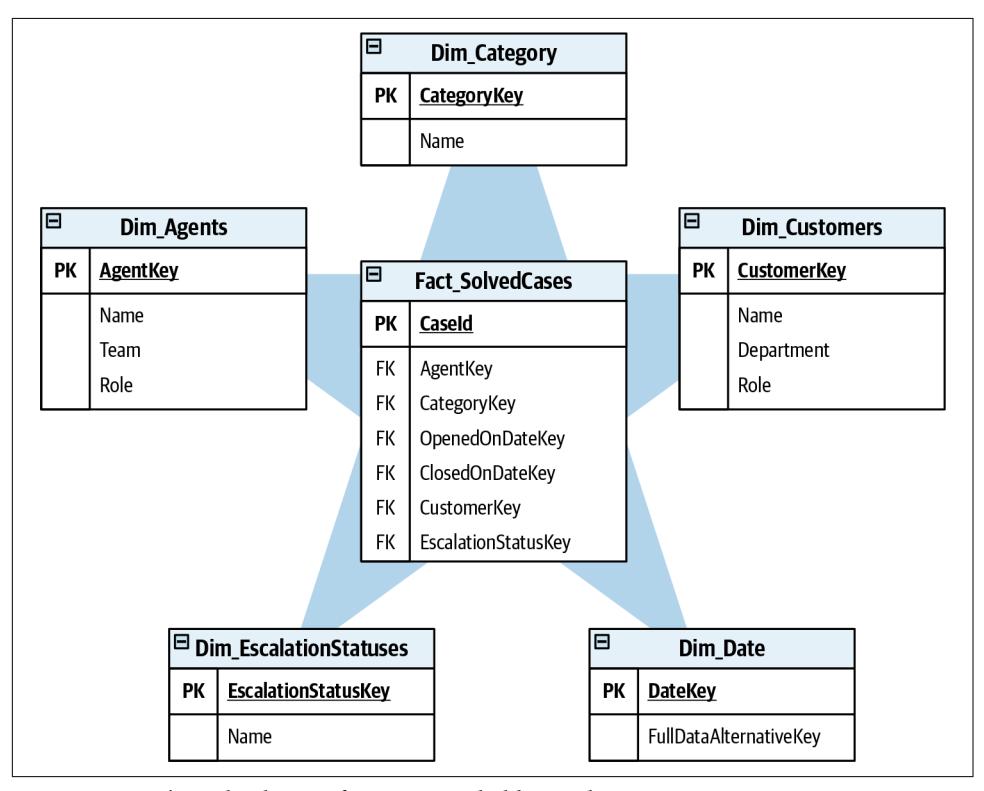 Dim_Category
PK CategoryKey
Name
Dim_Agents
PK AgentKey
Name
Team
Role
Fact_SolvedCases
PK CaseId
FK AgentKey
FK CategoryKey
FK OpenedOnDateKey
FK ClosedOnDateKey
FK CustomerKey
FK EscalationStatusKey
Dim_Customers
PK CustomerKey
Name
Department
Role
Dim_EscalationStatuses
PK EscalationStatusKey
Name
Dim_Date
PK DateKey
FullDataAlternativeKey